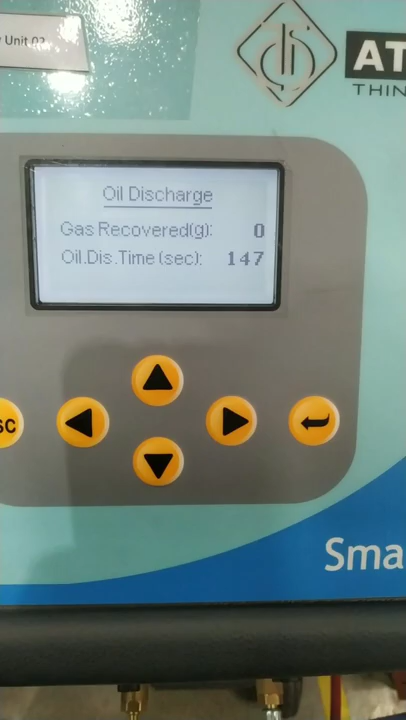 Unit 02
AT
THIN
Oil Discharge
Gas Recovered(g): 0
Oil.Dis.Time(sec): 147
SC
Sma